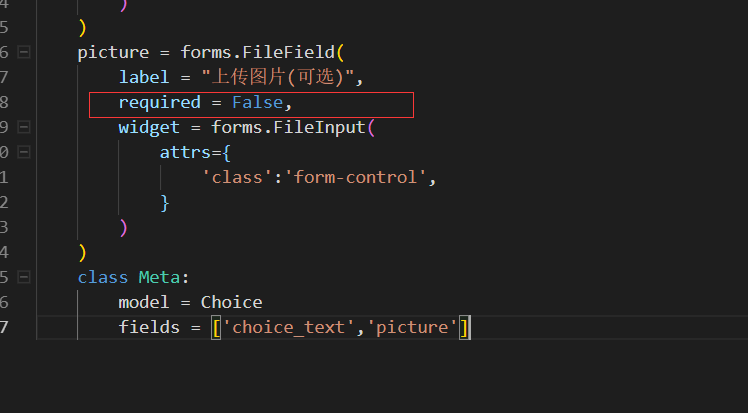 4 )
5 )
6 picture = forms.FileField(
7 label = "上传图片(可选)",
8 required = False,
9 widget = forms.FileInput(
0 attrs={
1 'class':'form-control',
2 }
3 )
4 )
5 class Meta:
6 model = Choice
7 fields = ['choice_text','picture']